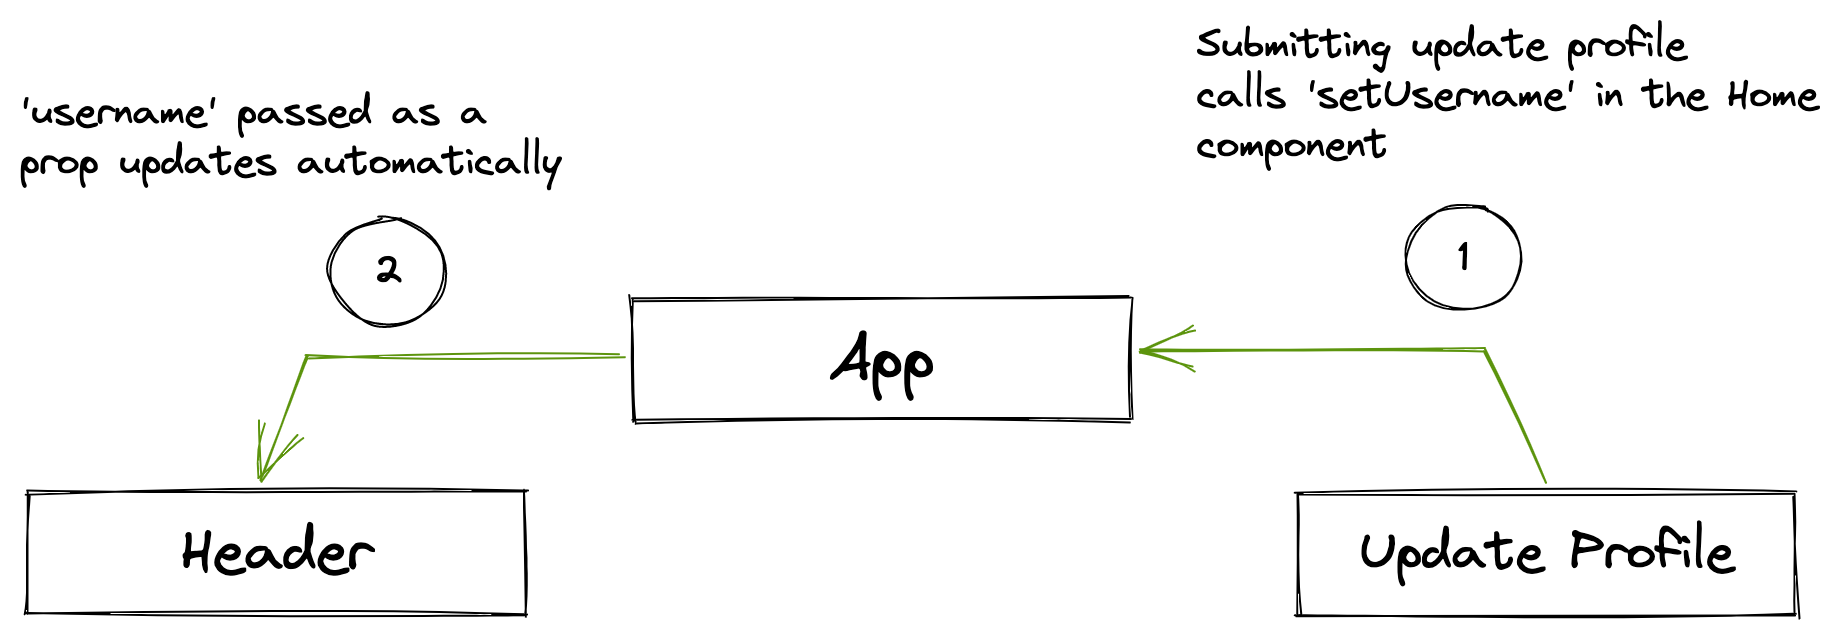 Submitting update profile
calls 'setUsername' in the Home
component
'username' passed as a
prop updates automatically
1
2
App
Header
Update Profile